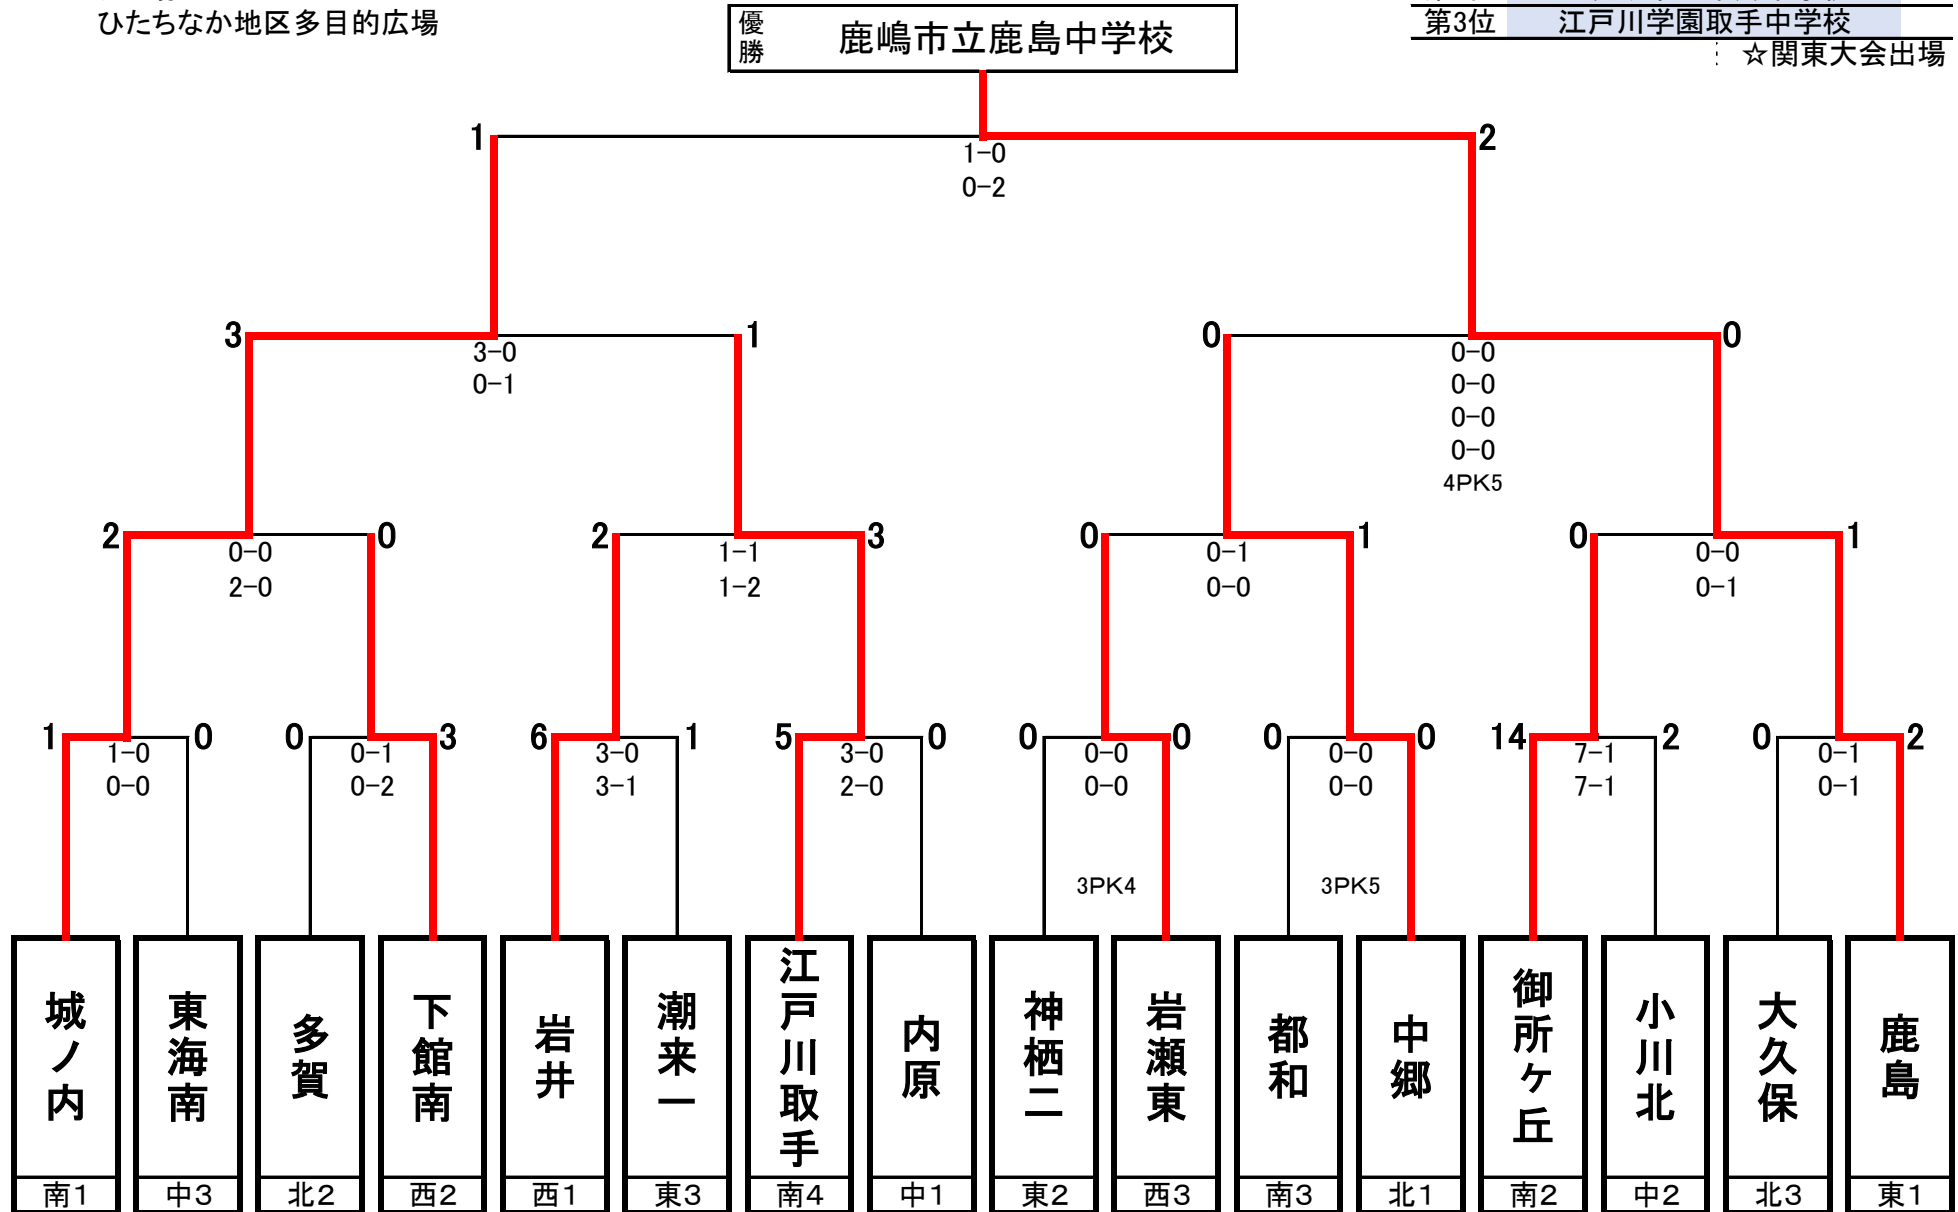 ひたちなか地区多目的広場
優勝
鹿嶋市立鹿島中学校
第3位 江戸川学園取手中学校
☆関東大会出場
1 2
1-0
0-2
3 1 0 0
3-0 0-0
0-1 0-0
0-0
0-0
4PK5
2 0 2 3 0 1 0 1
0-0 1-1 0-1 0-0
2-0 1-2 0-0 0-1
1 0 0 3 6 1 5 0 0 0 0 0 14 2 0 2
1-0 0-1 3-0 3-0 0-0 0-0 7-1 0-1
0-0 0-2 3-1 2-0 0-0 0-0 7-1 0-1
3PK4 3PK5
城ノ内
東海南
多賀
下館南
岩井
潮来一
江戸川取手
内原
神栖二
岩瀬東
都和
中郷
御所ヶ丘
小川北
大久保
鹿島
南1 中3 北2 西2 西1 東3 南4 中1 東2 西3 南3 北1 南2 中2 北3 東1